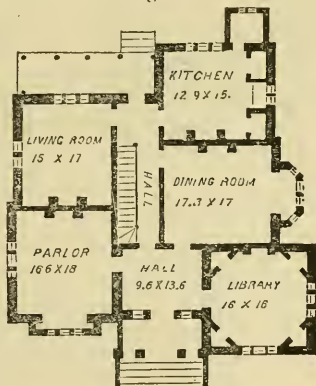 KITCHEN
12.9 X 15.
LIVING ROOM
15 X 17
HALL
DINING ROOM
17.3 X 17
PARLOR
16.6 X 18
HALL
9.6 X 13.6
LIBRARY
16 X 16